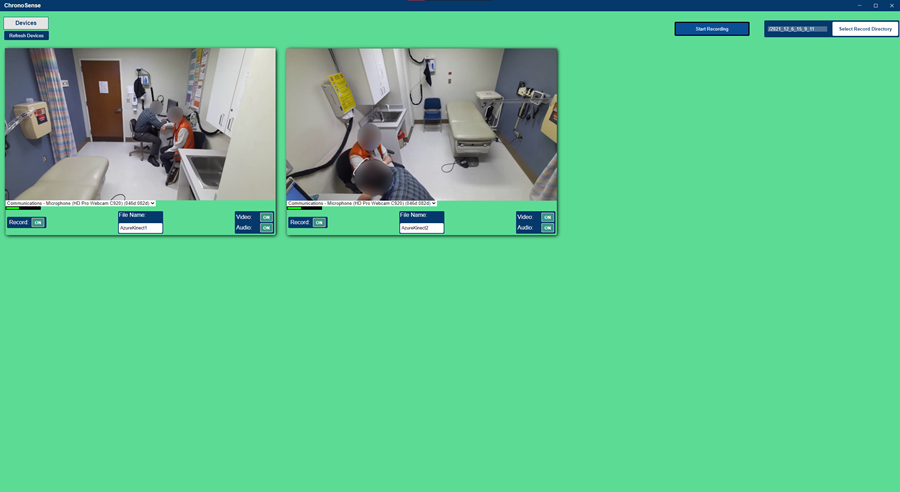 ChronoSense
Devices
Refresh Devices
Start Recording
/2021_12_6_15_9_11
Select Record Directory
Communications - Microphone (HD Pro Webcam C920) (046d:082d)
Record: ON
File Name:
AzureKinect1
Video: ON
Audio: ON
Communications - Microphone (HD Pro Webcam C920) (046d:082d)
Record: ON
File Name:
AzureKinect2
Video: ON
Audio: ON